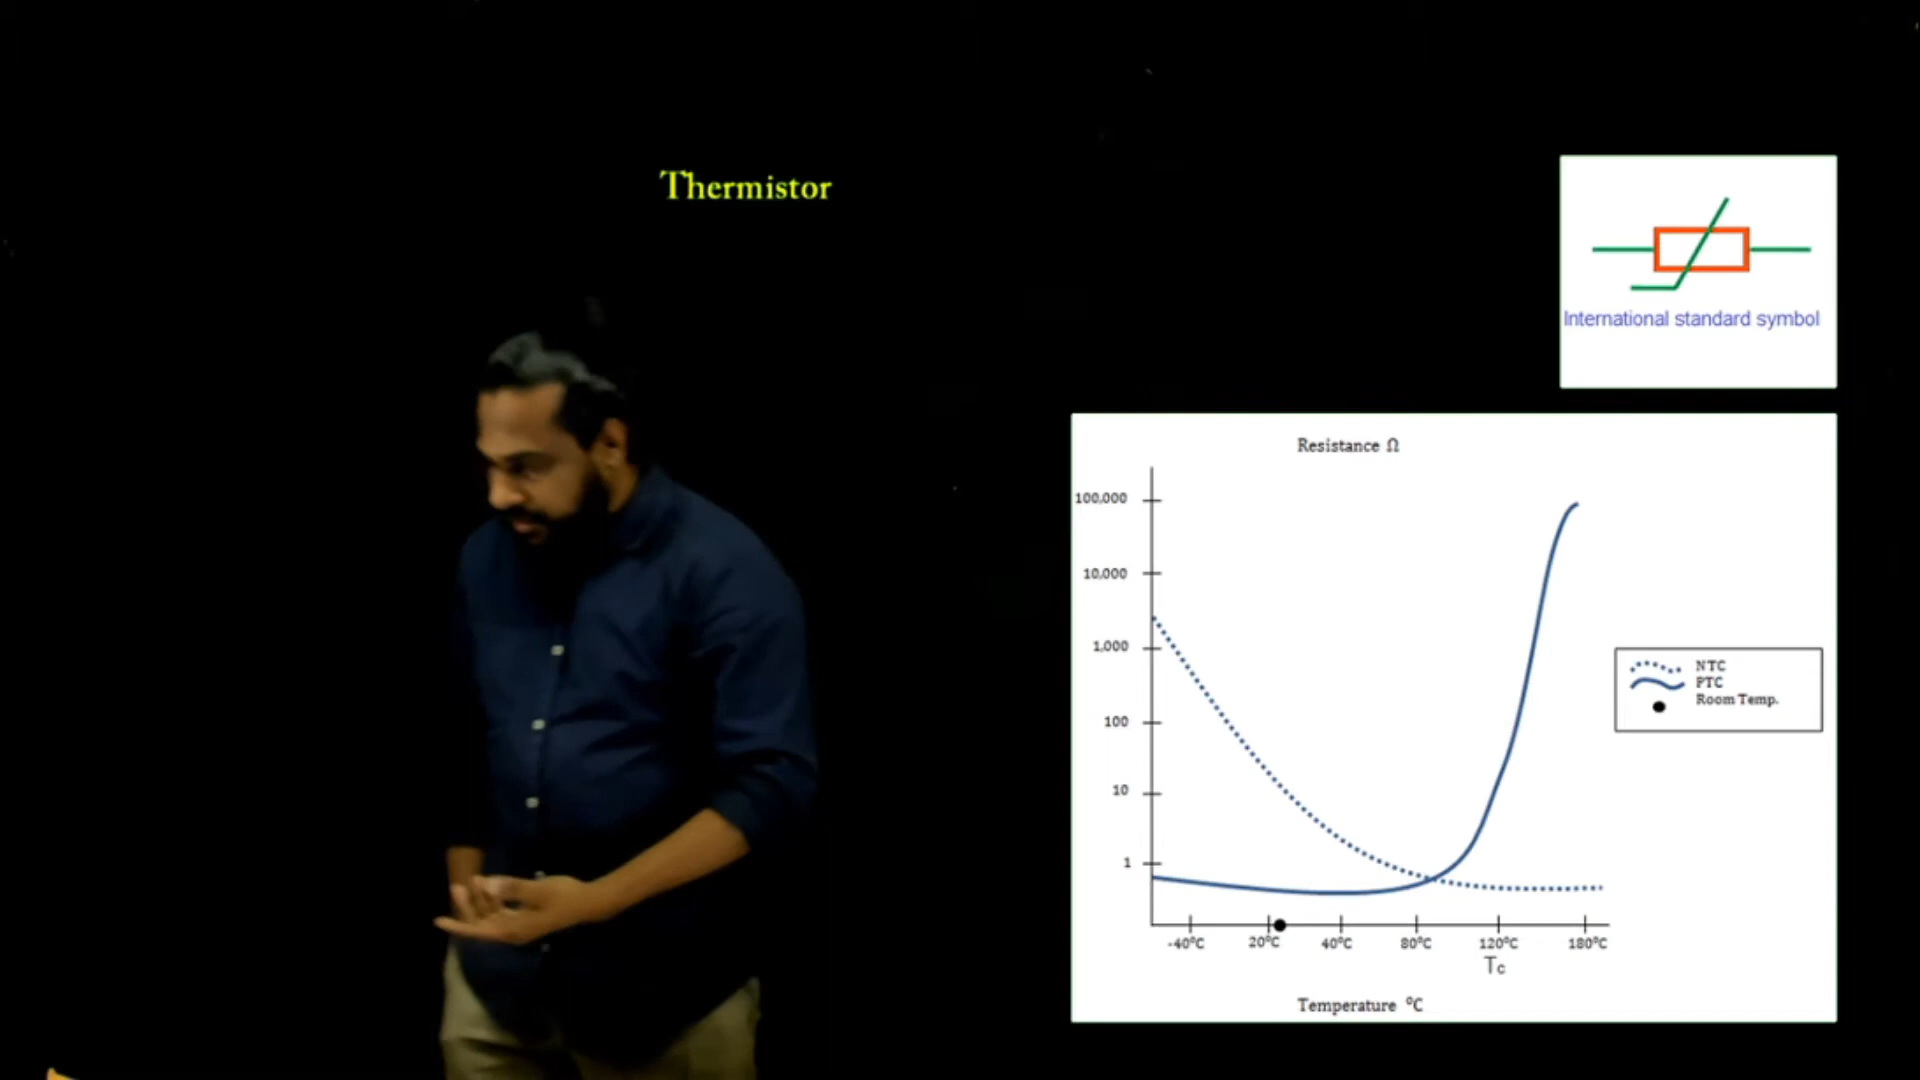 Thermistor
International standard symbol
Resistance Ω
100,000
10,000
1,000
100
10
1
-40°C 20°C 40°C 80°C 120°C 180°C
Tc
Temperature °C
NTC
PTC
Room Temp.